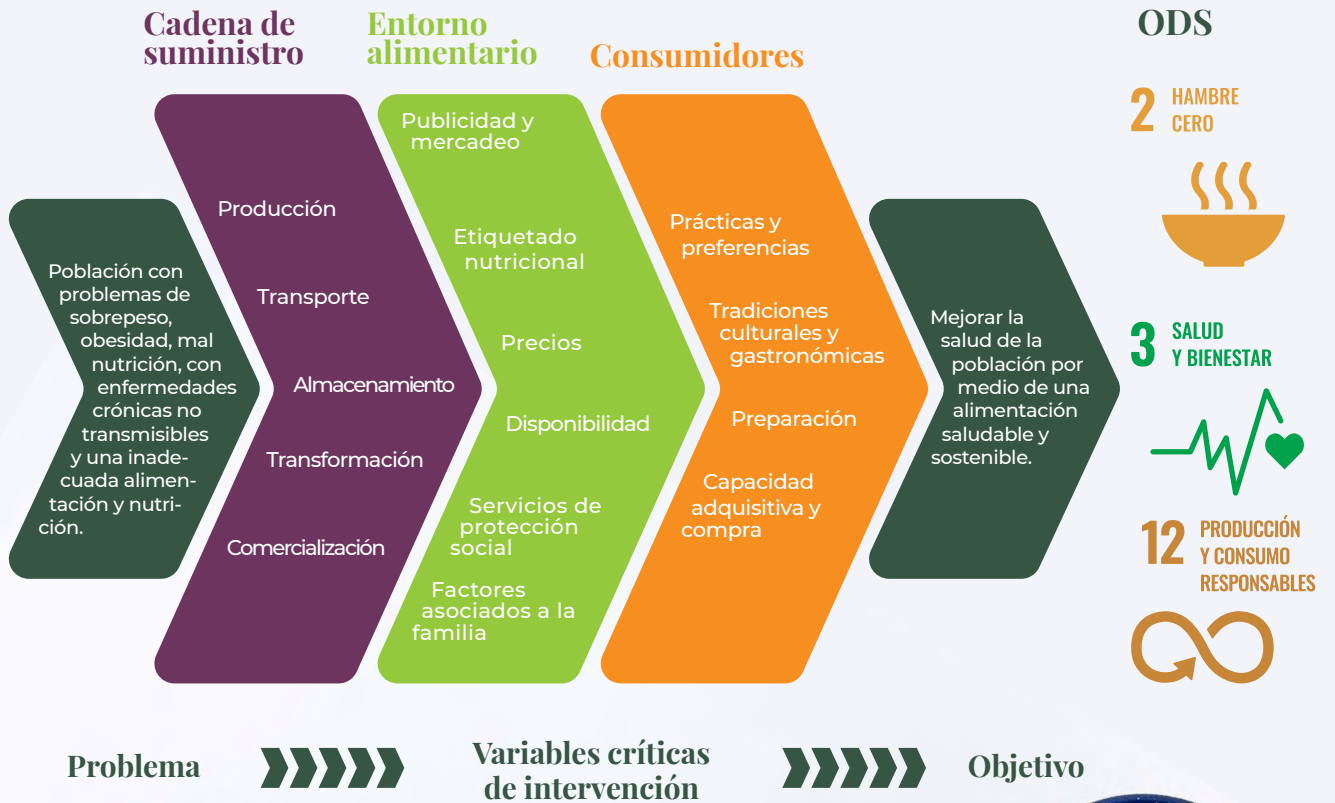 Cadena de
suministro
Entorno
alimentario
Consumidores
ODS
Población con
problemas de
sobrepeso,
obesidad, mal
nutrición, con
enfermedades
crónicas no
transmisibles
y una inade-
cuada alimen-
tación y nutri-
ción.
Producción
Transporte
Almacenamiento
Transformación
Comercialización
Publicidad y
mercadeo
Etiquetado
nutricional
Precios
Disponibilidad
Servicios de
protección
social
Factores
asociados a la
familia
Prácticas y
preferencias
Tradiciones
culturales y
gastronómicas
Preparación
Capacidad
adquisitiva y
compra
Mejorar la
salud de la
población por
medio de una
alimentación
saludable y
sostenible.
2 HAMBRE
CERO
3 SALUD
Y BIENESTAR
12 PRODUCCIÓN
Y CONSUMO
RESPONSABLES
Problema
Variables críticas
de intervención
Objetivo